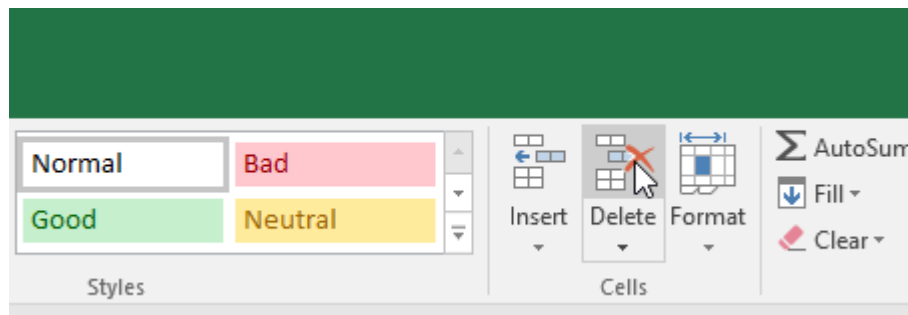 Normal
Bad
Good
Neutral
Styles
Insert
Delete
Format
Cells
AutoSum
Fill
Clear